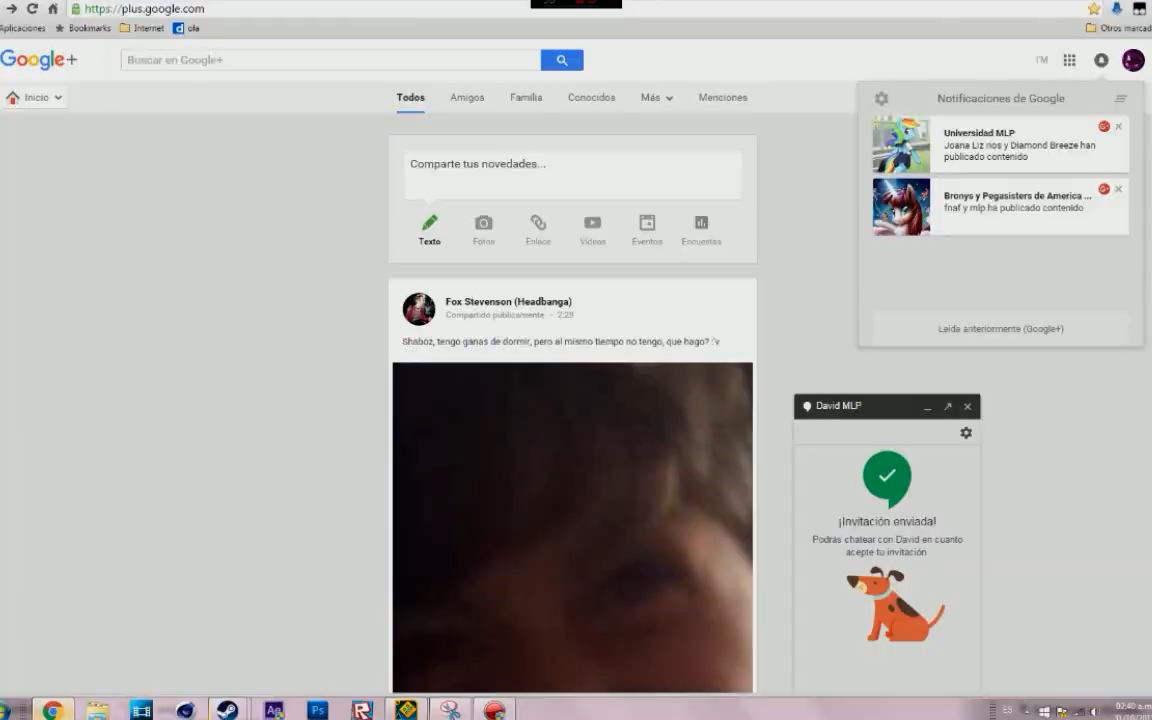 https://plus.google.com
Aplicaciones Bookmarks Internet ola Otros marcad
Google+ Buscar en Google+ I'M
Inicio Todos Amigos Familia Conocidos Más Menciones
Comparte tus novedades...
Texto Fotos Enlace Vídeos Eventos Encuestas
Fox Stevenson (Headbanga)
Compartido públicamente - 2:29
Shaboz, tengo ganas de dormir, pero al mismo tiempo no tengo, que hago? :'v
Notificaciones de Google
Universidad MLP
Joana Liz rios y Diamond Breeze han
publicado contenido
Bronys y Pegasisters de America ...
fnaf y mlp ha publicado contenido
Leída anteriormente (Google+)
David MLP
¡Invitación enviada!
Podrás chatear con David en cuanto
acepte tu invitación
Ae Ps
ES 02:40 a.m.